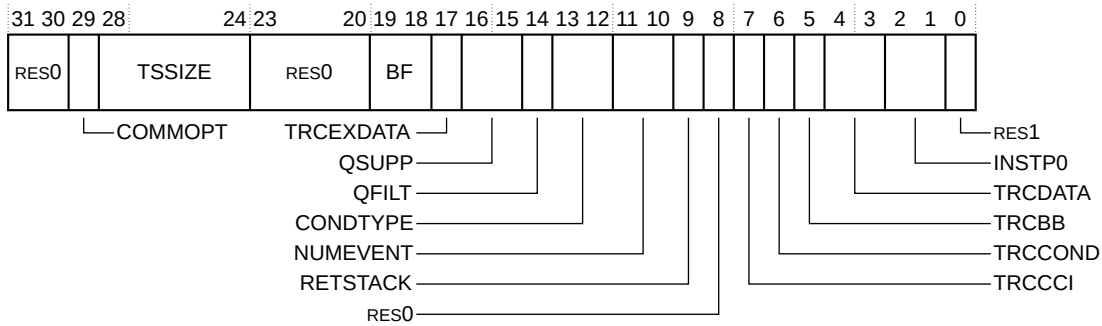 31 30 29 28 24 23 20 19 18 17 16 15 14 13 12 11 10 9 8 7 6 5 4 3 2 1 0
RES0 TSSIZE RES0 BF
COMMOPT TRCEXDATA RES1
QSUPP INSTP0
QFILT TRCDATA
CONDTYPE TRCBB
NUMEVENT TRCCOND
RETSTACK TRCCCI
RES0